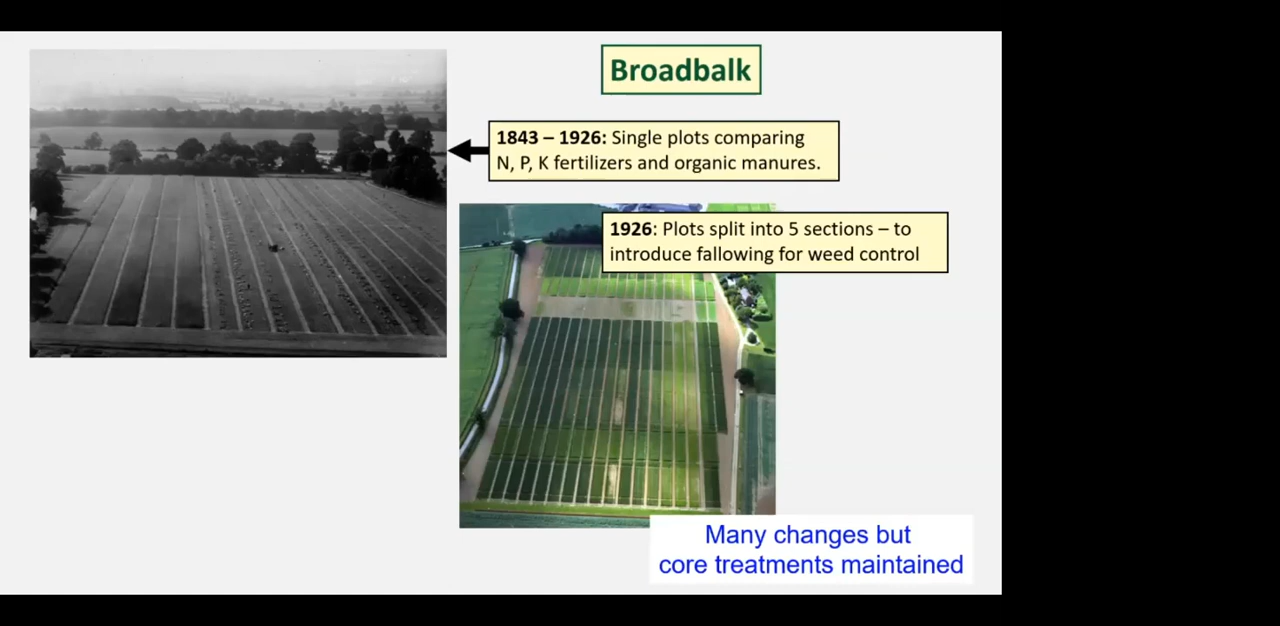 Broadbalk
1843 – 1926: Single plots comparing
N, P, K fertilizers and organic manures.
1926: Plots split into 5 sections – to
introduce fallowing for weed control
Many changes but
core treatments maintained